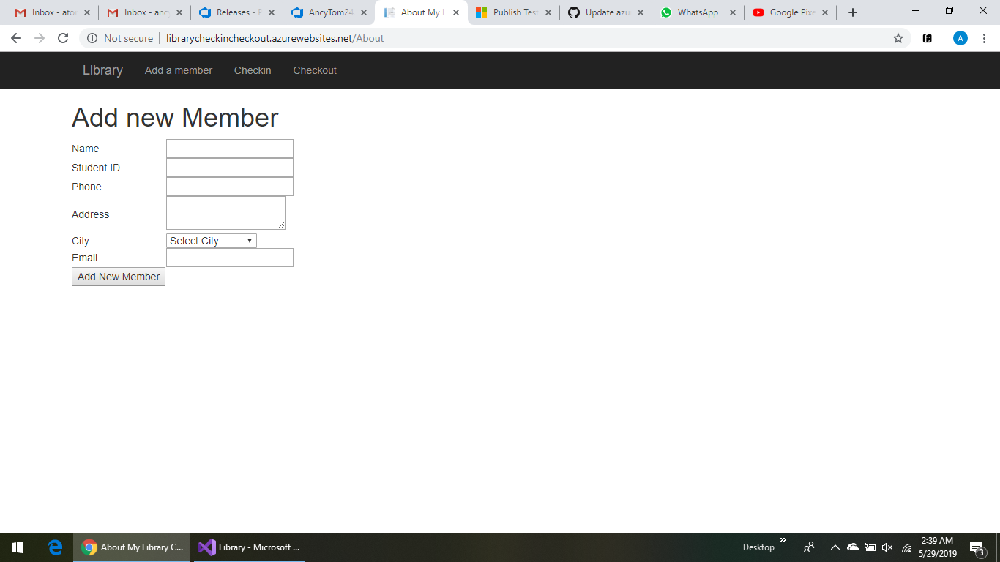 Inbox - ator
Inbox - anc
Releases - P
AncyTom24
About My L
Publish Test
Update azu
WhatsApp
Google Pixe
Not secure
librarycheckincheckout.azurewebsites.net/About
A
Library
Add a member
Checkin
Checkout
Add new Member
Name
Student ID
Phone
Address
City
Select City
Email
Add New Member
About My Library C...
Library - Microsoft ...
Desktop
2:39 AM
5/29/2019
3